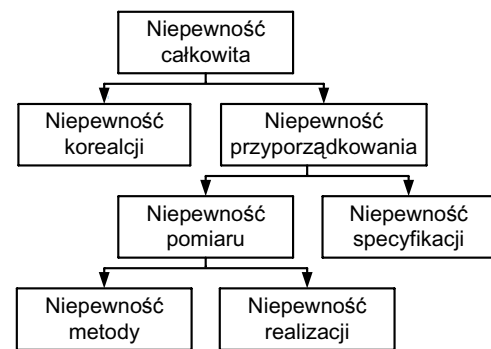 Niepewność
całkowita
Niepewność
korealcji
Niepewność
przyporządkowania
Niepewność
pomiaru
Niepewność
specyfikacji
Niepewność
metody
Niepewność
realizacji